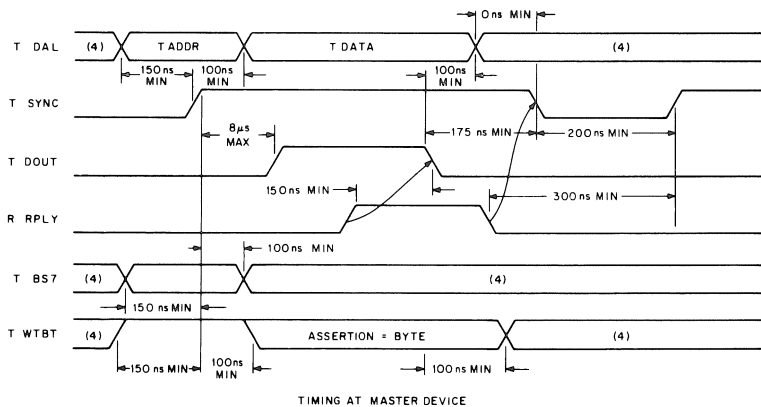 0ns MIN
T DAL (4) T ADDR T DATA (4)
150ns MIN 100ns MIN 100ns MIN
T SYNC
8µs MAX 175 ns MIN 200ns MIN
T DOUT
150ns MIN 300ns MIN
R RPLY
100ns MIN
T BS7 (4) (4)
150 ns MIN
T WTBT (4) ASSERTION = BYTE (4)
150 ns MIN 100ns MIN 100ns MIN
TIMING AT MASTER DEVICE